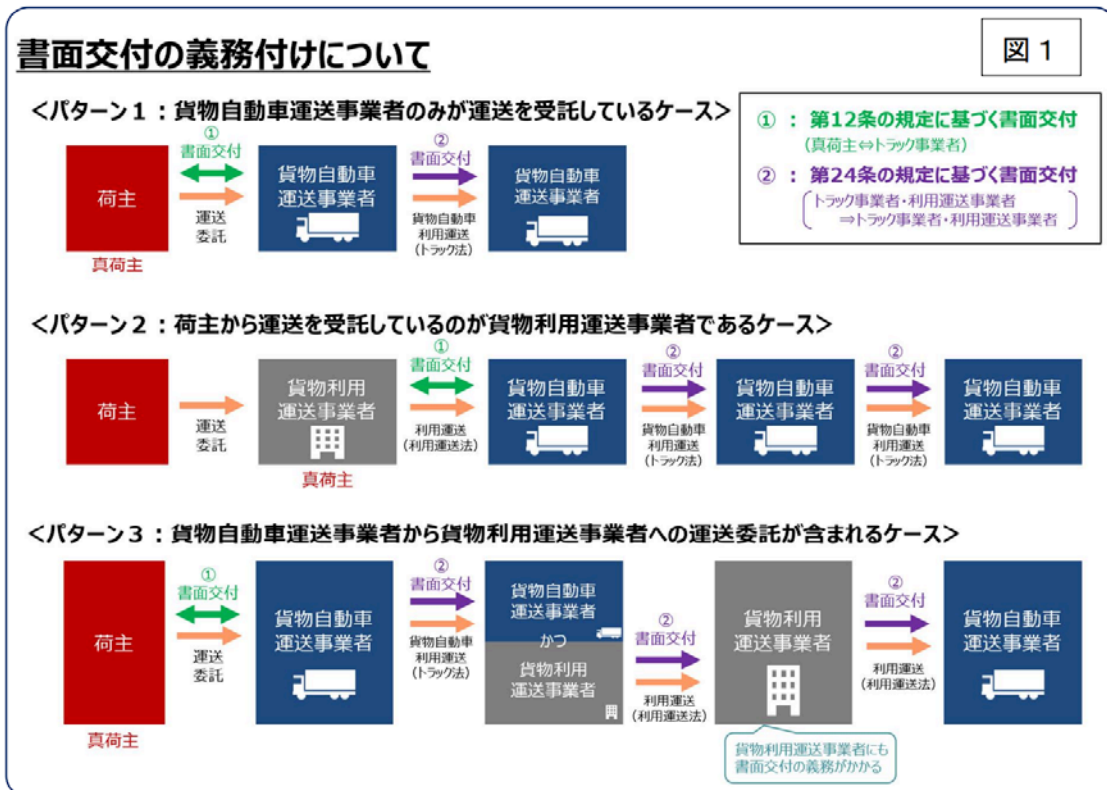 書面交付の義務付けについて
図1
<パターン1:貨物自動車運送事業者のみが運送を受託しているケース>
①
書面交付
荷主
運送
委託
真荷主
貨物自動車
運送事業者
②
書面交付
貨物自動車
利用運送
(トラック法)
貨物自動車
運送事業者
① : 第12条の規定に基づく書面交付
(真荷主⇔トラック事業者)
② : 第24条の規定に基づく書面交付
トラック事業者・利用運送事業者
⇒トラック事業者・利用運送事業者
<パターン2:荷主から運送を受託しているのが貨物利用運送事業者であるケース>
荷主
運送
委託
貨物利用
運送事業者
真荷主
①
書面交付
利用運送
(利用運送法)
貨物自動車
運送事業者
②
書面交付
貨物自動車
利用運送
(トラック法)
貨物自動車
運送事業者
②
書面交付
貨物自動車
利用運送
(トラック法)
貨物自動車
運送事業者
<パターン3:貨物自動車運送事業者から貨物利用運送事業者への運送委託が含まれるケース>
荷主
真荷主
①
書面交付
運送
委託
貨物自動車
運送事業者
②
書面交付
貨物自動車
利用運送
(トラック法)
貨物自動車
運送事業者
かつ
貨物利用
運送事業者
②
書面交付
利用運送
(利用運送法)
貨物利用
運送事業者
貨物利用運送事業者にも
書面交付の義務がかかる
②
書面交付
利用運送
(利用運送法)
貨物自動車
運送事業者